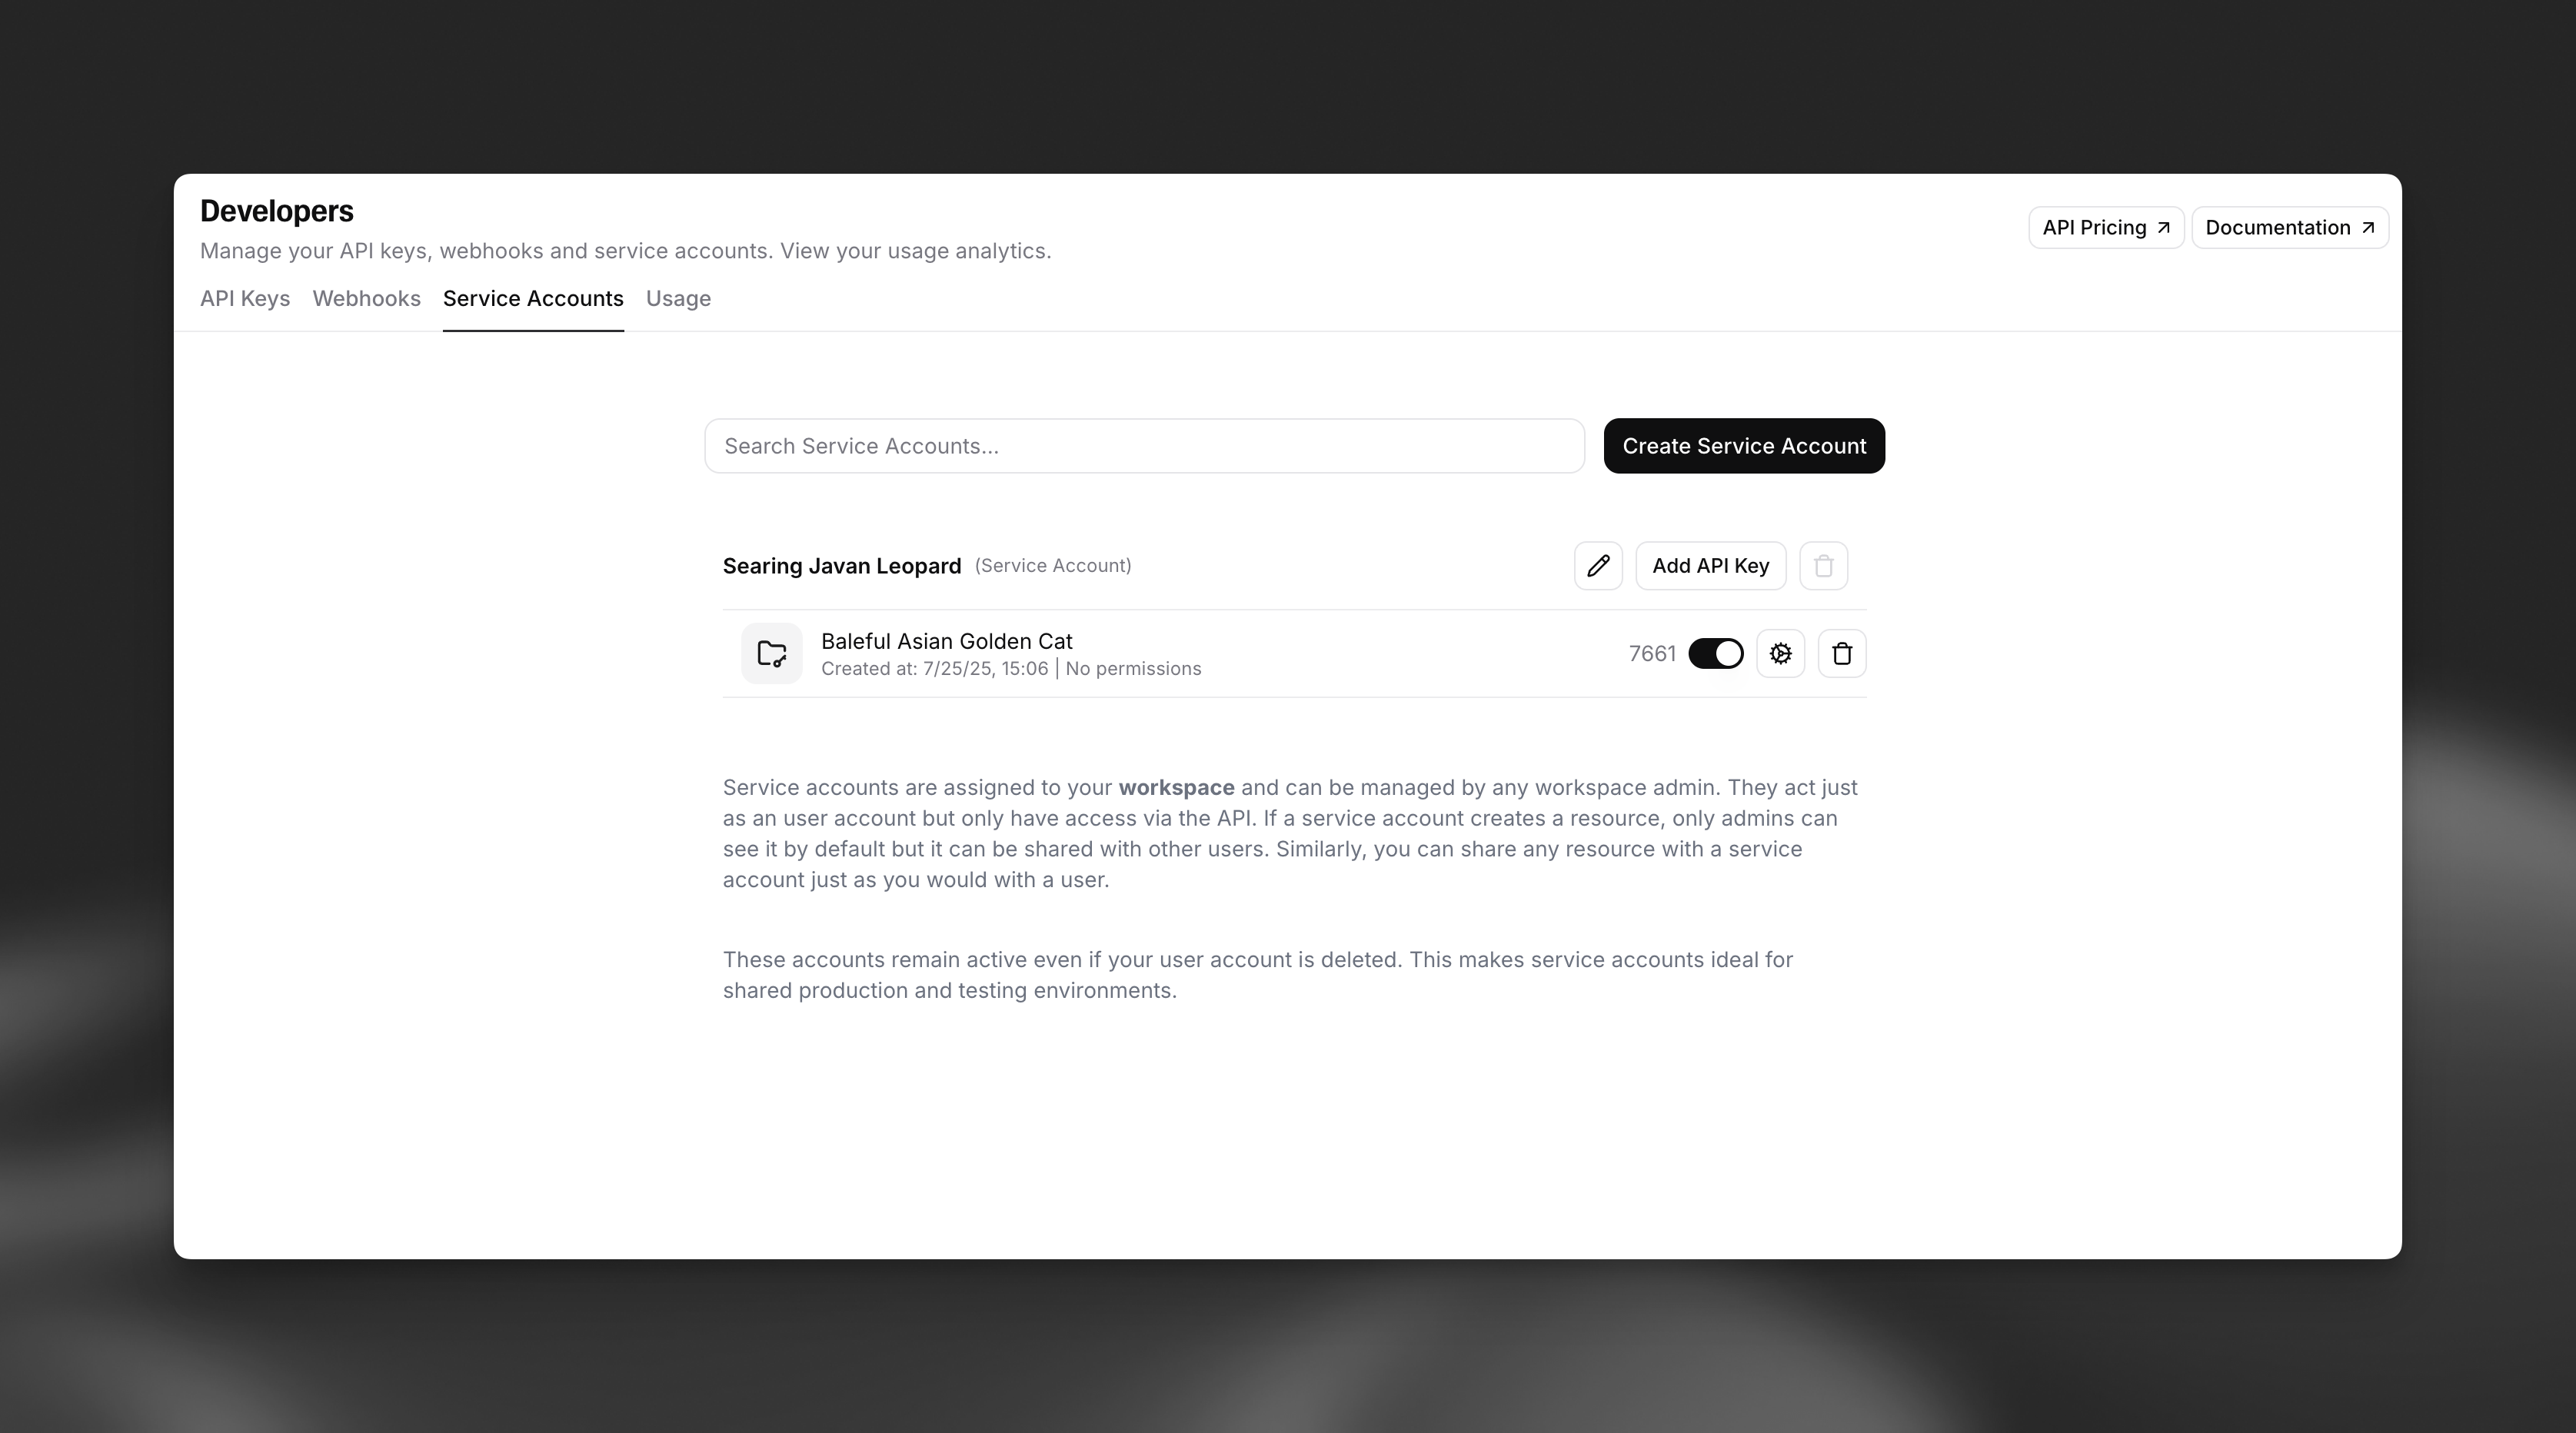 Developers
API Pricing
Documentation
Manage your API keys, webhooks and service accounts. View your usage analytics.
API Keys
Webhooks
Service Accounts
Usage
Search Service Accounts...
Create Service Account
Searing Javan Leopard (Service Account)
Add API Key
Baleful Asian Golden Cat
Created at: 7/25/25, 15:06 | No permissions
7661
Service accounts are assigned to your workspace and can be managed by any workspace admin. They act just
as an user account but only have access via the API. If a service account creates a resource, only admins can
see it by default but it can be shared with other users. Similarly, you can share any resource with a service
account just as you would with a user.
These accounts remain active even if your user account is deleted. This makes service accounts ideal for
shared production and testing environments.